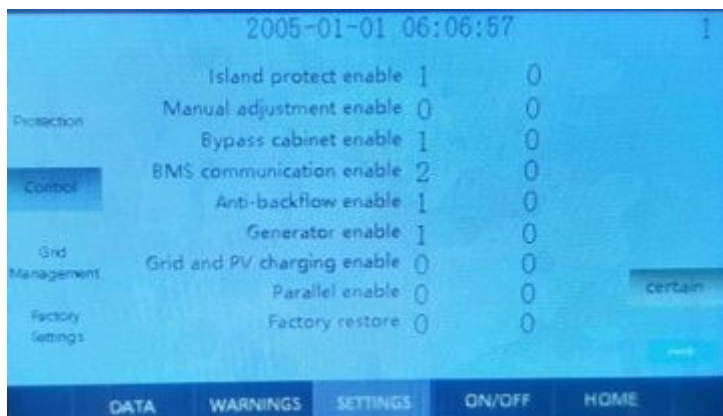 2005-01-01 06:06:57 1
Island protect enable 1 0
Protection
Manual adjustment enable 0 0
Bypass cabinet enable 1 0
Control
BMS communication enable 2 0
Anti-backflow enable 1 0
Generator enable 1 0
Grid
Management
Grid and PV charging enable 0 0
Parallel enable 0 0
certain
Factory
Settings
Factory restore 0 0
DATA WARNINGS SETTINGS ON/OFF HOME